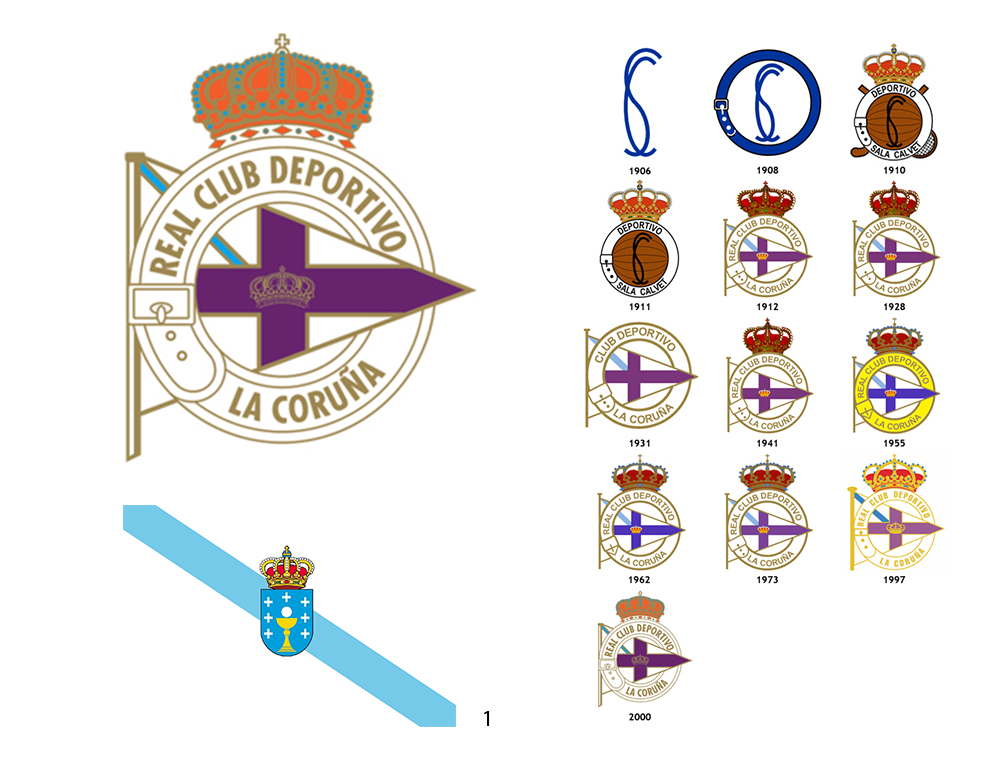 REAL CLUB DEPORTIVO
LA CORUÑA
1906
1908
DEPORTIVO
SALA CALVET
1910
DEPORTIVO
SALA CALVET
1911
REAL CLUB DEPORTIVO
LA CORUÑA
1912
REAL CLUB DEPORTIVO
LA CORUÑA
1928
CLUB DEPORTIVO
LA CORUÑA
1931
REAL CLUB DEPORTIVO
LA CORUÑA
1941
REAL CLUB DEPORTIVO
LA CORUÑA
1955
REAL CLUB DEPORTIVO
LA CORUÑA
1962
REAL CLUB DEPORTIVO
LA CORUÑA
1973
REAL CLUB DEPORTIVO
LA CORUÑA
1997
REAL CLUB DEPORTIVO
LA CORUÑA
2000
1